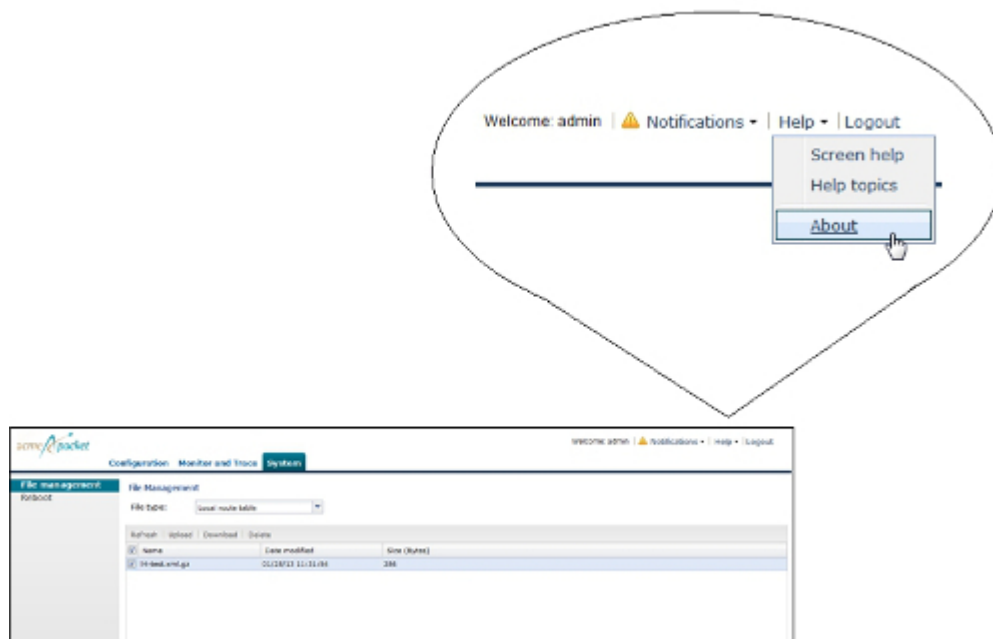 Welcome: admin | Notifications | Help | Logout
Screen help
Help topics
About
acme packet
Welcome: admin | Notifications | Help | Logout
Configuration Monitor and Trace System
File management
Reboot
File Management
File type: Local route table
Refresh | Upload | Download | Delete
Name Date modified Size (Bytes)